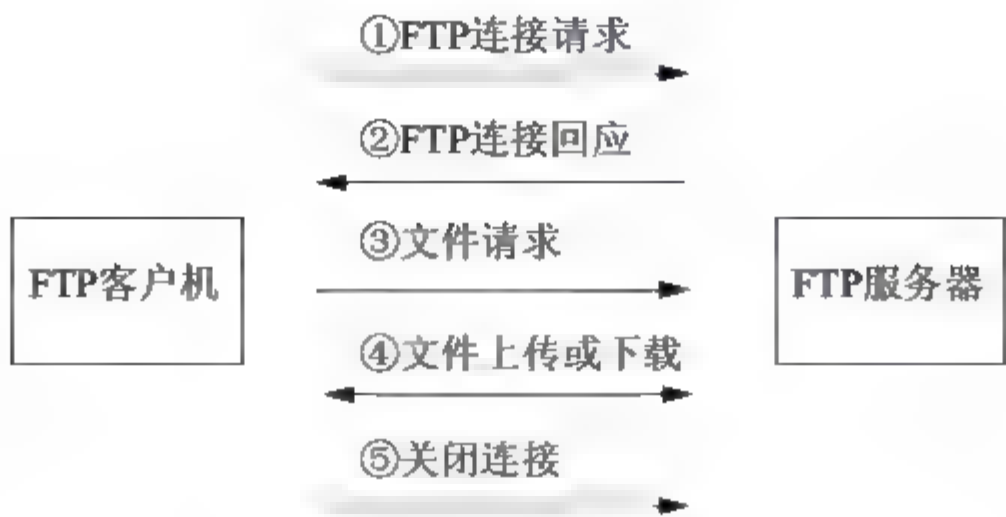 ①FTP连接请求
②FTP连接回应
③文件请求
FTP客户机
FTP服务器
④文件上传或下载
⑤关闭连接